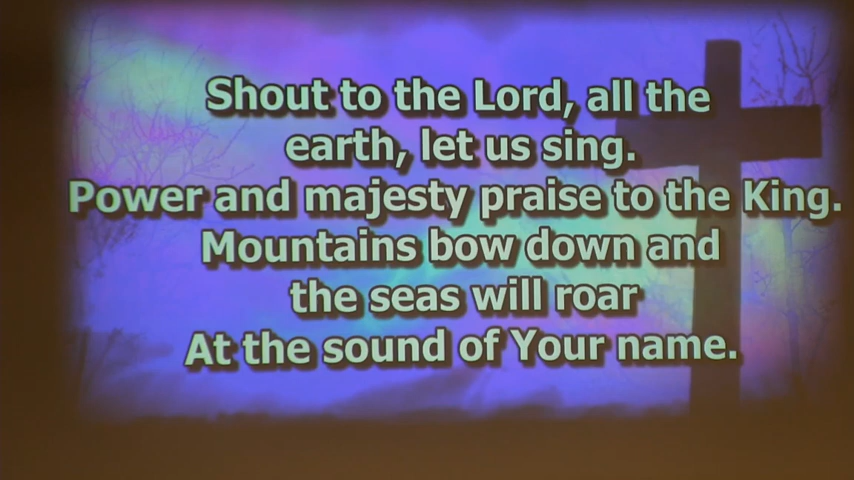 Shout to the Lord, all the
earth, let us sing.
Power and majesty praise to the King.
Mountains bow down and
the seas will roar
At the sound of Your name.